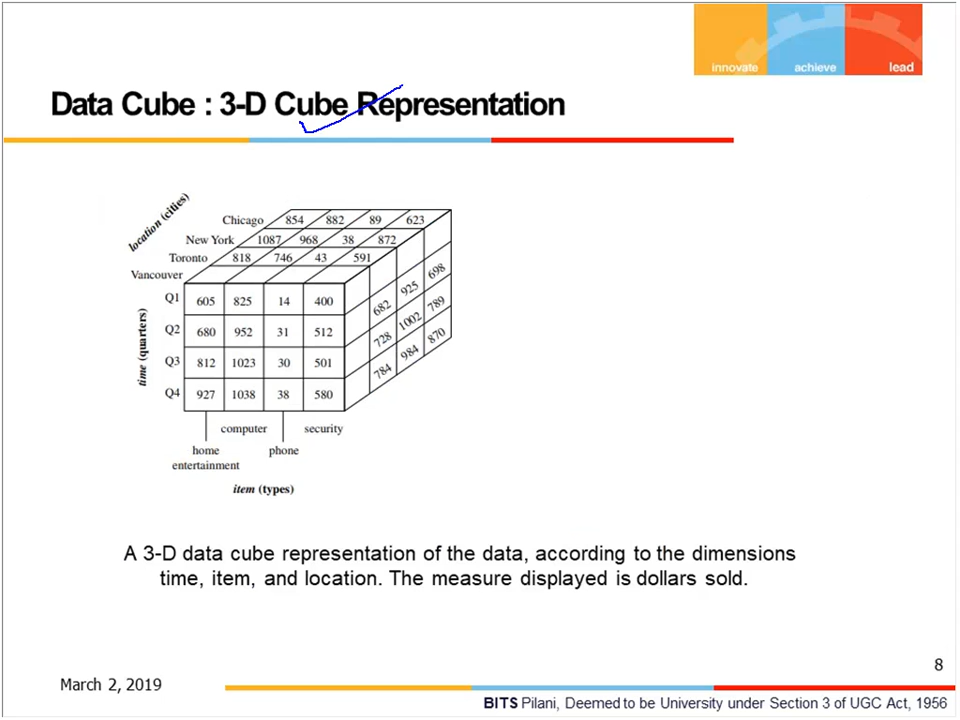 innovate achieve lead
Data Cube : 3-D Cube Representation
location (cities)
Chicago 854 882 89 623
New York 1087 968 38 872
Toronto 818 746 43 591
Vancouver
time (quarters)
Q1 605 825 14 400
Q2 680 952 31 512
Q3 812 1023 30 501
Q4 927 1038 38 580
682 925 698
728 1002 789
784 984 870
computer security
home phone
entertainment
item (types)
A 3-D data cube representation of the data, according to the dimensions
time, item, and location. The measure displayed is dollars sold.
8
March 2, 2019
BITS Pilani, Deemed to be University under Section 3 of UGC Act, 1956